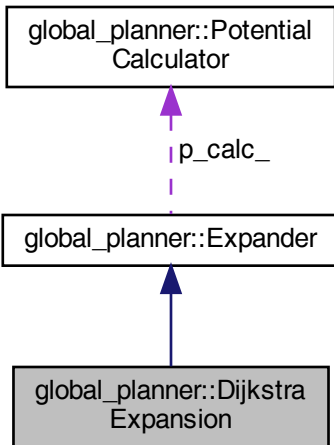 global_planner::Potential
Calculator
p_calc_
global_planner::Expander
global_planner::Dijkstra
Expansion